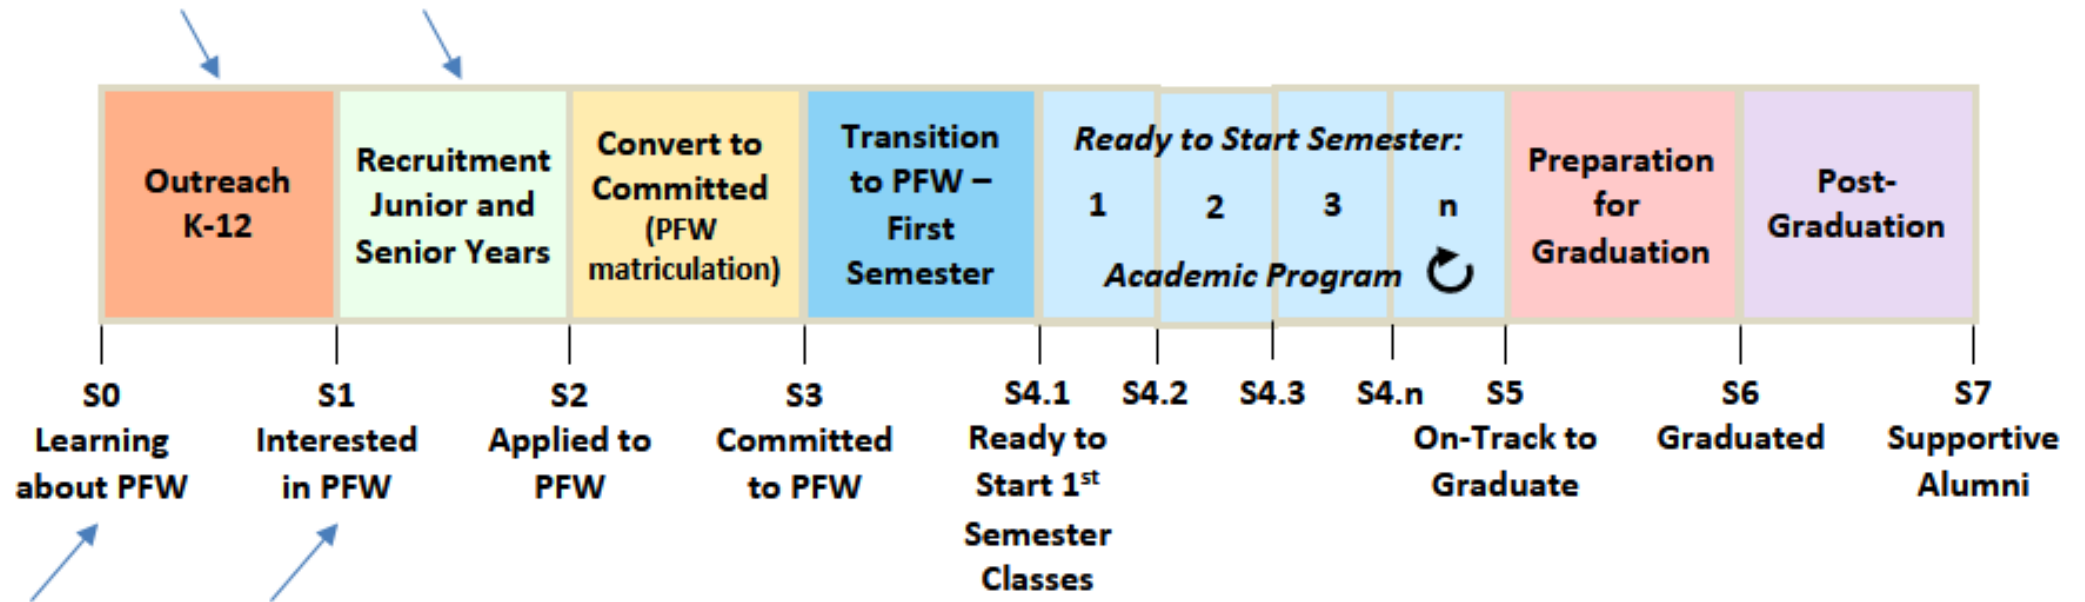 Outreach
K-12
Recruitment
Junior and
Senior Years
Convert to
Committed
(PFW
matriculation)
Transition
to PFW –
First
Semester
Ready to Start Semester:
1 2 3 n
Academic Program
Preparation
for
Graduation
Post-
Graduation
S0
Learning
about PFW
S1
Interested
in PFW
S2
Applied to
PFW
S3
Committed
to PFW
S4.1
Ready to
Start 1st
Semester
Classes
S4.2
S4.3
S4.n
S5
On-Track to
Graduate
S6
Graduated
S7
Supportive
Alumni